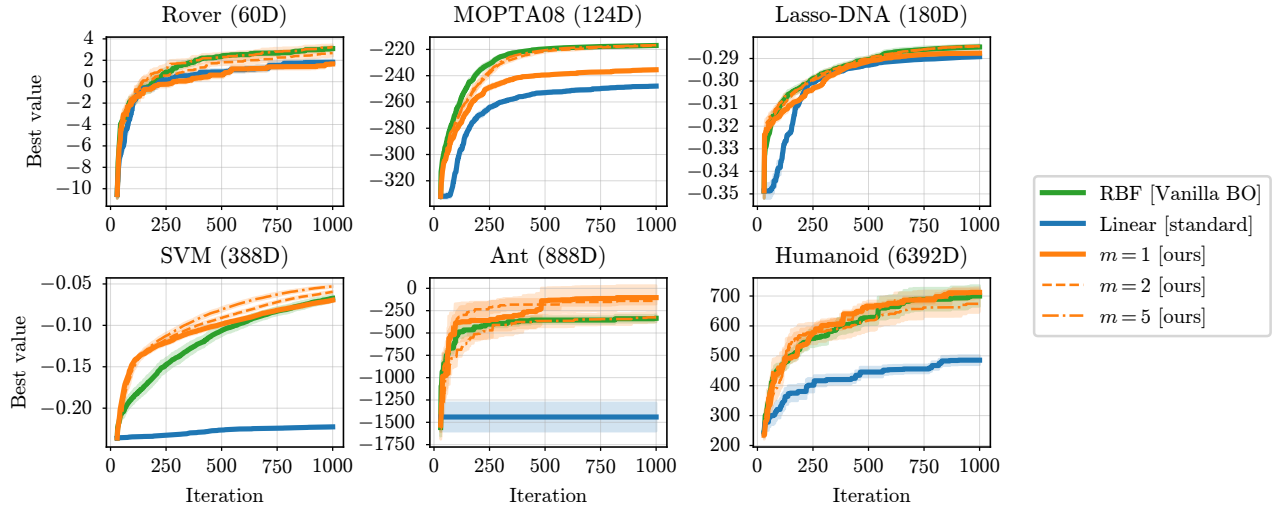 Rover (60D)
MOPTA08 (124D)
Lasso-DNA (180D)
Best value
4
2
0
−2
−4
−6
−8
−10
0 250 500 750 1000
−220
−240
−260
−280
−300
−320
0 250 500 750 1000
−0.29
−0.30
−0.31
−0.32
−0.33
−0.34
−0.35
0 250 500 750 1000
SVM (388D)
Ant (888D)
Humanoid (6392D)
Best value
−0.05
−0.10
−0.15
−0.20
0 250 500 750 1000
Iteration
0
−250
−500
−750
−1000
−1250
−1500
−1750
0 250 500 750 1000
Iteration
700
600
500
400
300
200
0 250 500 750 1000
Iteration
RBF [Vanilla BO]
Linear [standard]
m = 1 [ours]
m = 2 [ours]
m = 5 [ours]